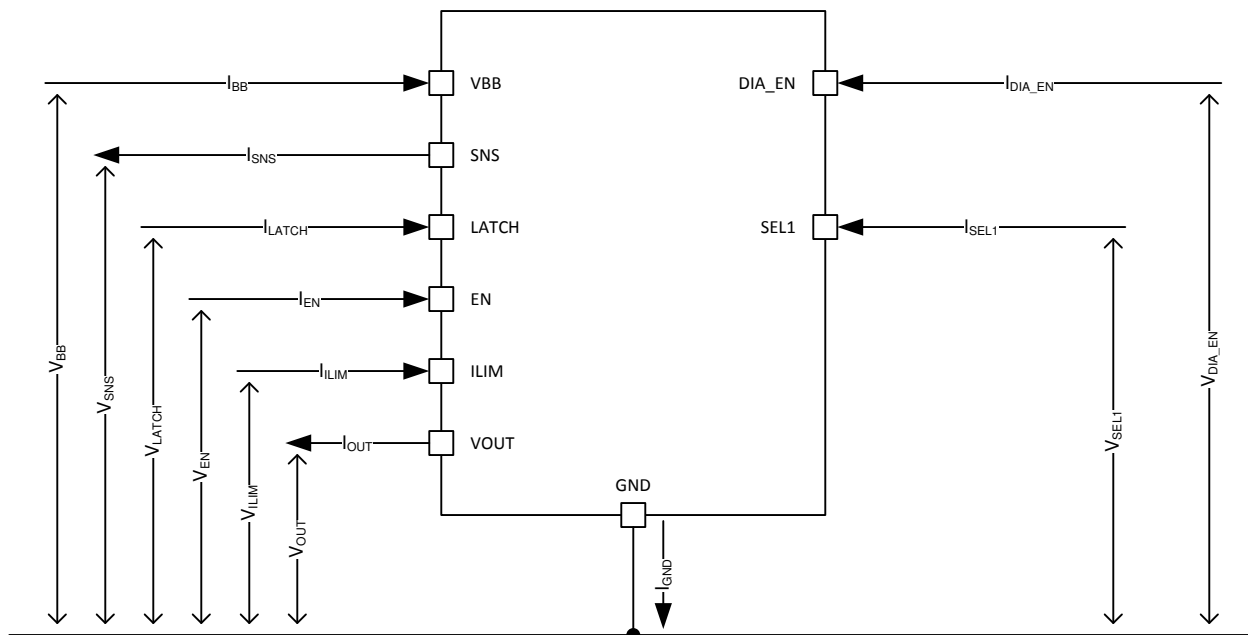 I_BB VBB DIA_EN I_DIA_EN
I_SNS SNS
I_LATCH LATCH SEL1 I_SEL1
I_EN EN
I_ILIM ILIM
I_OUT VOUT
GND
I_GND
V_BB
V_SNS
V_LATCH
V_EN
V_ILIM
V_OUT
V_SEL1
V_DIA_EN